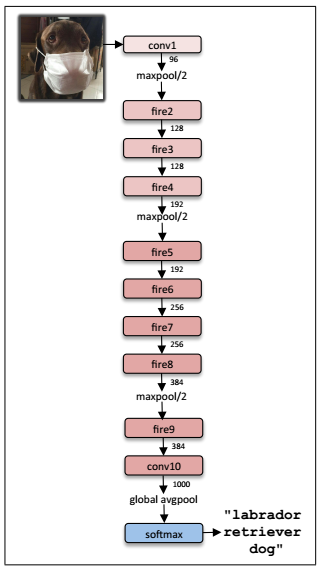 conv1
96
maxpool/2
fire2
128
fire3
128
fire4
192
maxpool/2
fire5
192
fire6
256
fire7
256
fire8
384
maxpool/2
fire9
384
conv10
1000
global avgpool
softmax
"labrador
retriever
dog"